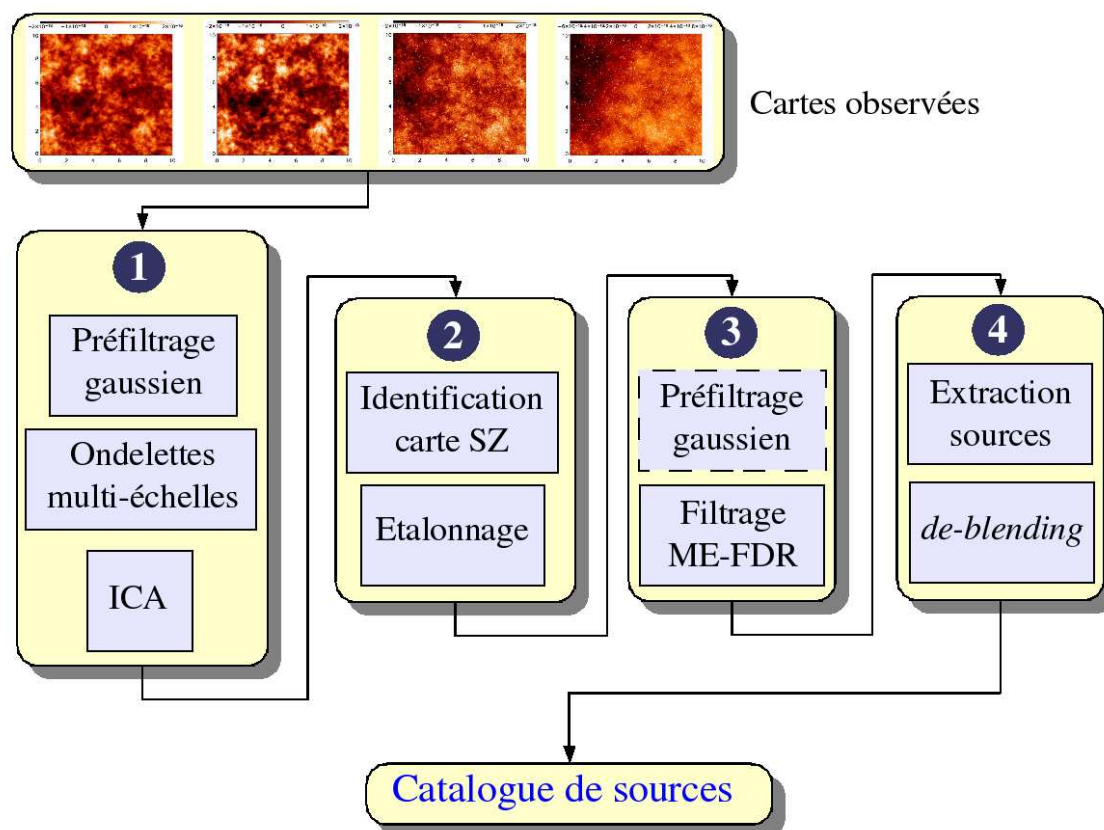 Cartes observées
1
Préfiltrage
gaussien
Ondelettes
multi-échelles
ICA
2
Identification
carte SZ
Etalonnage
3
Préfiltrage
gaussien
Filtrage
ME-FDR
4
Extraction
sources
de-blending
Catalogue de sources